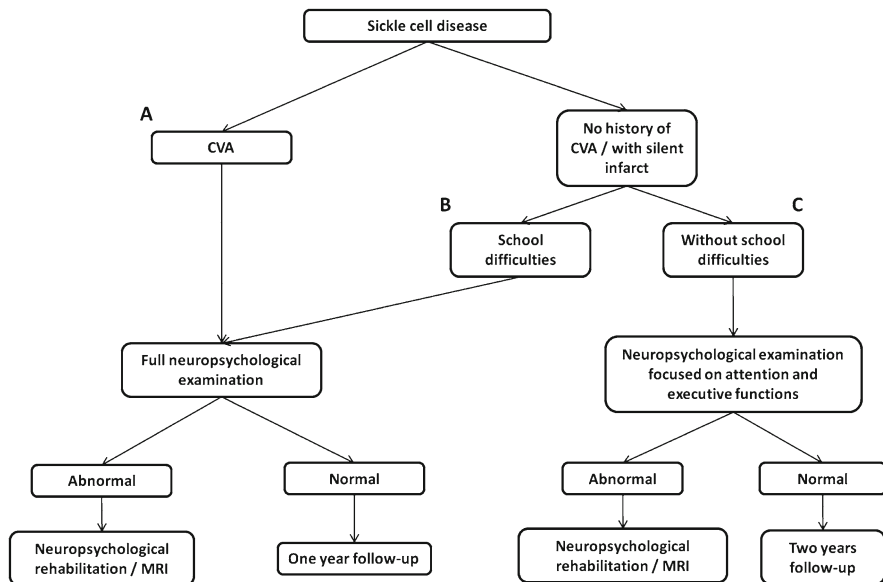 Sickle cell disease
A
CVA
No history of
CVA / with silent
infarct
B
C
School
difficulties
Without school
difficulties
Full neuropsychological
examination
Neuropsychological examination
focused on attention and
executive functions
Abnormal
Normal
Abnormal
Normal
Neuropsychological
rehabilitation / MRI
One year follow-up
Neuropsychological
rehabilitation / MRI
Two years
follow-up